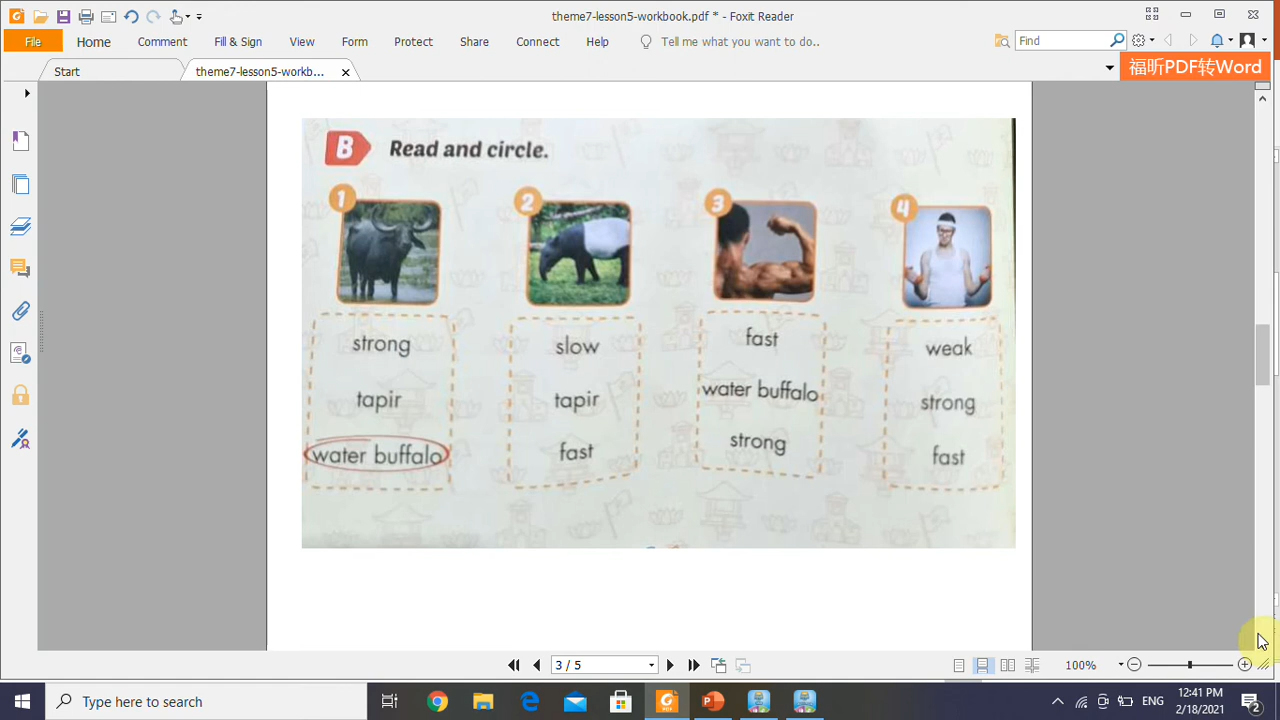 theme7-lesson5-workbook.pdf * - Foxit Reader
File Home Comment Fill & Sign View Form Protect Share Connect Help Tell me what you want to do.. Find
Start theme7-lesson5-workb...
福昕PDF转Word
B Read and circle.
1 2 3 4
strong slow fast weak
tapir tapir water buffalo strong
water buffalo fast strong fast
3 / 5 100%
Type here to search
ENG
12:41 PM
2/18/2021
2